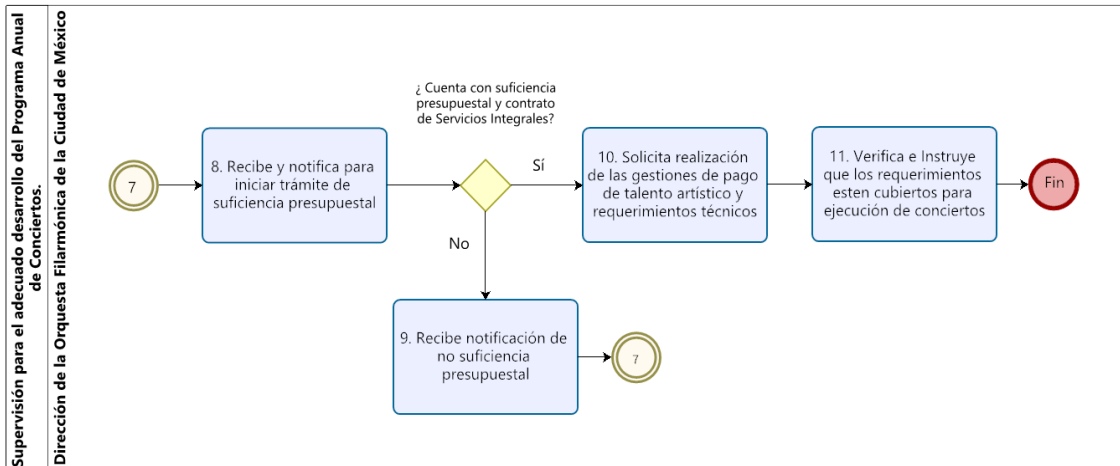 Supervisión para el adecuado desarrollo del Programa Anual
de Conciertos.
Dirección de la Orquesta Filarmónica de la Ciudad de México
7
8. Recibe y notifica para
iniciar trámite de
suficiencia presupuestal
¿ Cuenta con suficiencia
presupuestal y contrato
de Servicios Integrales?
Sí
No
10. Solicita realización
de las gestiones de pago
de talento artístico y
requerimientos técnicos
11. Verifica e Instruye
que los requerimientos
esten cubiertos para
ejecución de conciertos
Fin
9. Recibe notificación de
no suficiencia
presupuestal
7